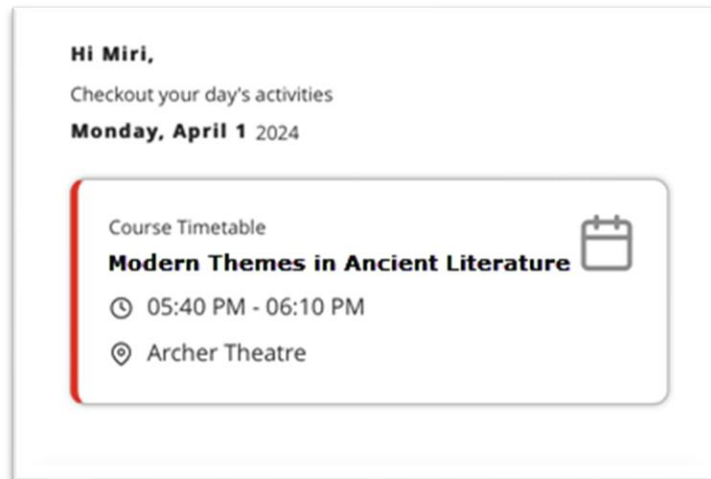 Hi Miri,
Checkout your day's activities
Monday, April 1 2024
Course Timetable
Modern Themes in Ancient Literature
05:40 PM - 06:10 PM
Archer Theatre